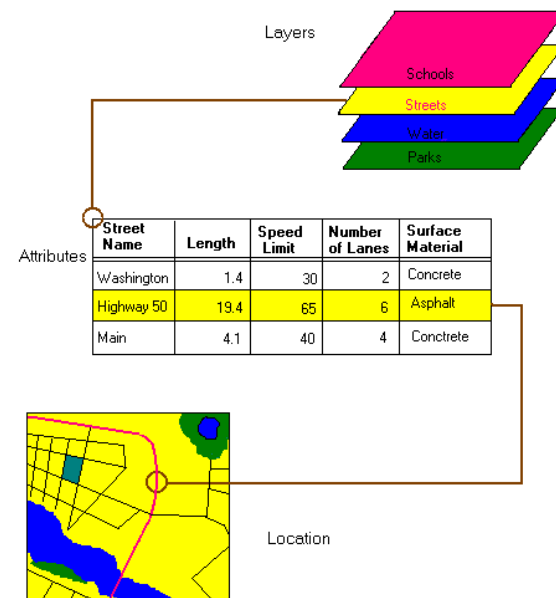 Layers
Schools
Streets
Water
Parks
Attributes
Street Name Length Speed Limit Number of Lanes Surface Material
Washington 1.4 30 2 Concrete
Highway 50 19.4 65 6 Asphalt
Main 4.1 40 4 Conctrete
Location